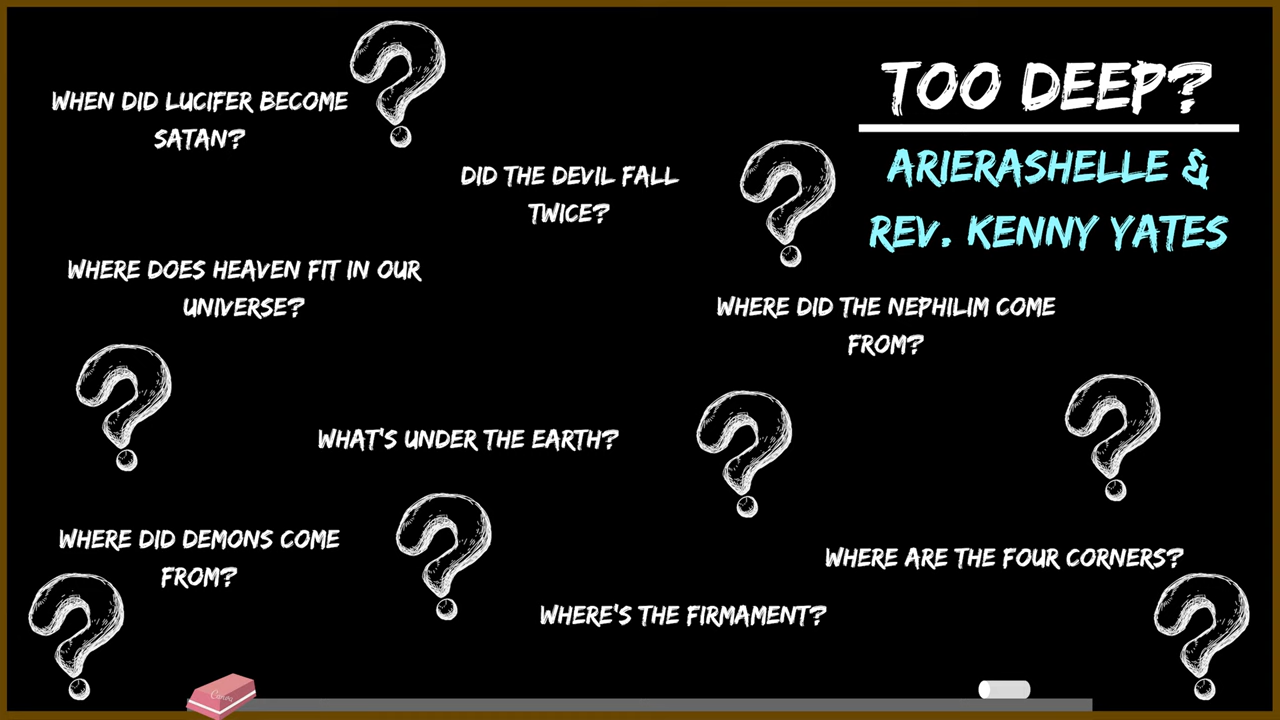 WHEN DID LUCIFER BECOME
SATAN?
TOO DEEP?
ARIERASHELLE &
REV. KENNY YATES
DID THE DEVIL FALL
TWICE?
WHERE DOES HEAVEN FIT IN OUR
UNIVERSE?
WHERE DID THE NEPHILIM COME
FROM?
WHAT'S UNDER THE EARTH?
WHERE DID DEMONS COME
FROM?
WHERE ARE THE FOUR CORNERS?
WHERE'S THE FIRMAMENT?
Canva